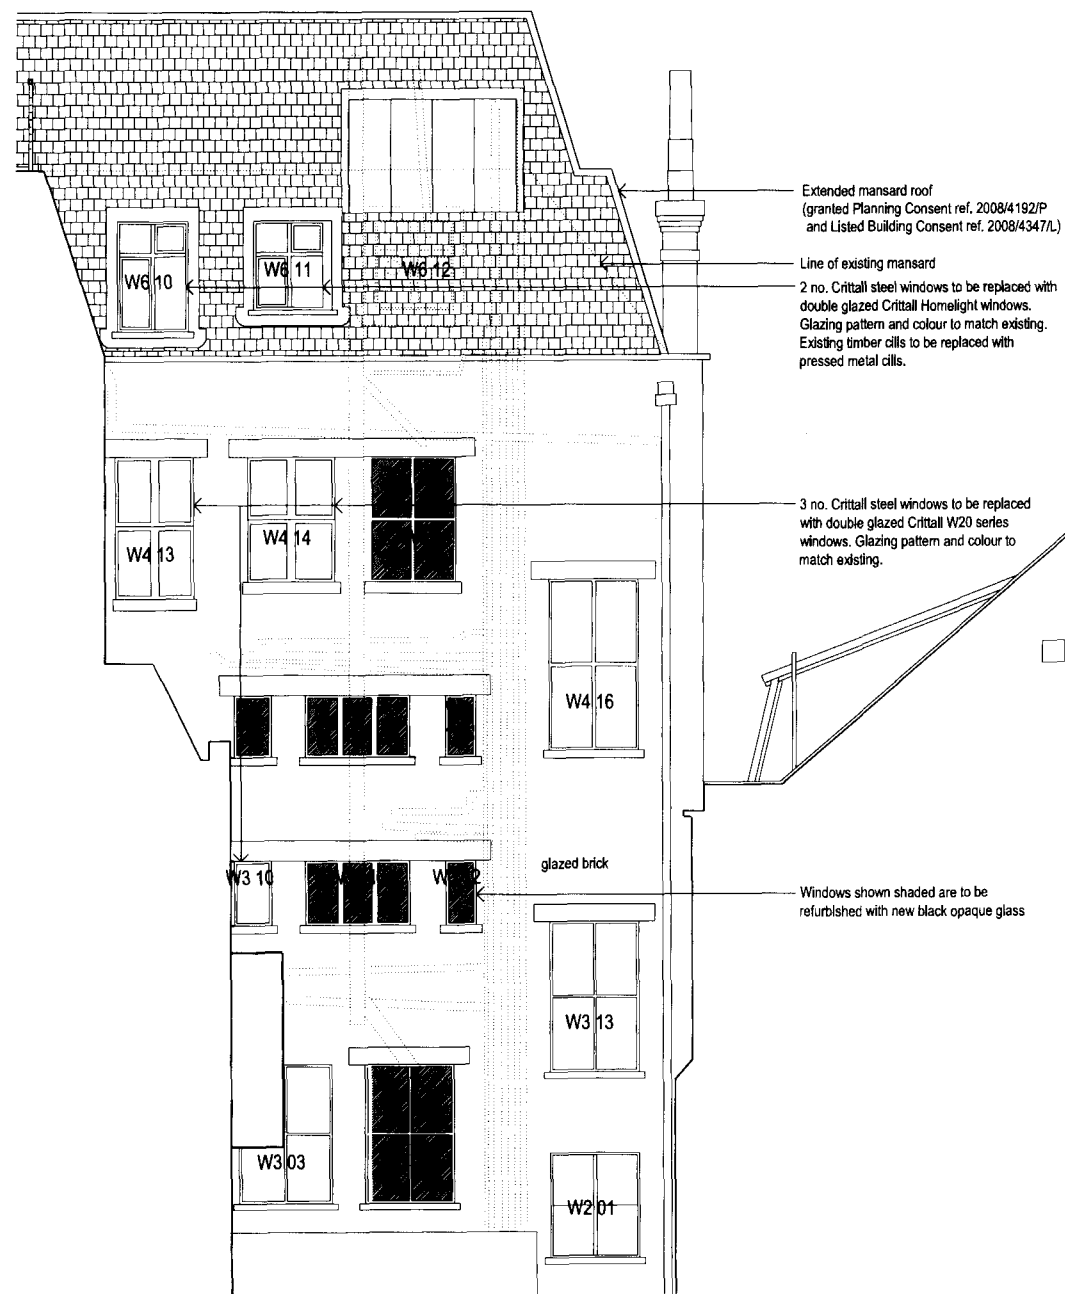 Extended mansard roof
(granted Planning Consent ref. 2008/4192/P
and Listed Building Consent ref. 2008/4347/L)
Line of existing mansard
2 no. Crittall steel windows to be replaced with
double glazed Crittall Homelight windows.
Glazing pattern and colour to match existing.
Existing timber cills to be replaced with
pressed metal cills.
W6 10
W6 11
W6 12
3 no. Crittall steel windows to be replaced
with double glazed Crittall W20 series
windows. Glazing pattern and colour to
match existing.
W4 13
W4 14
W4 16
glazed brick
W3 10
Windows shown shaded are to be
refurbished with new black opaque glass
W3 13
W3 03
W2 01